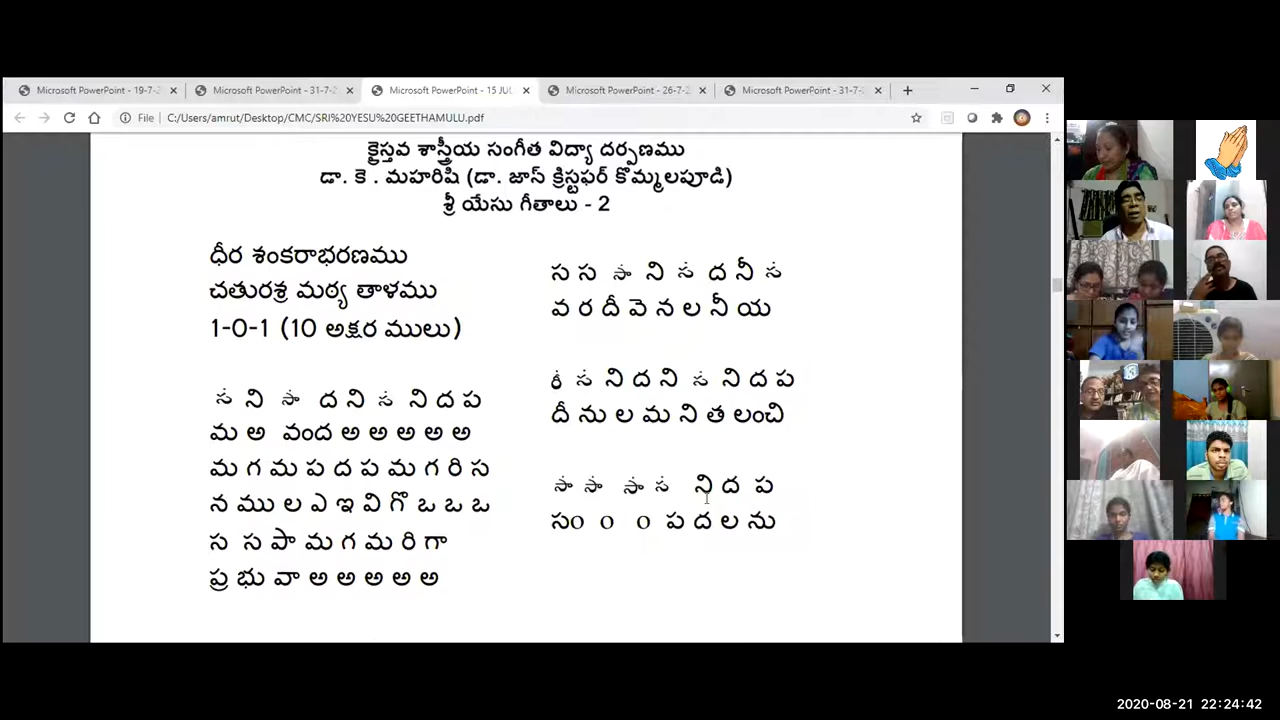 Microsoft PowerPoint - 19-7-2
Microsoft PowerPoint - 31-7-2
Microsoft PowerPoint - 15 JU
Microsoft PowerPoint - 26-7-2
Microsoft PowerPoint - 31-7-2
File | C:/Users/amrut/Desktop/CMC/SRI%20YESU%20GEETHAMULU.pdf
క్రైస్తవ శాస్త్రీయ సంగీత విద్యా దర్పణము
డా. కె . మహరిషి (డా. జాస్ క్రిస్టఫర్ కొమ్మలపూడి)
శ్రీ యేసు గీతాలు - 2
ధీర శంకరాభరణము
చతురశ్ర మఠ్య తాళము
1-0-1 (10 అక్షర ములు)
స̇ ని సా̇ ద ని స̇ ని ద ప
మ అ వంద అ అ అ అ అ
మ గ మ ప ద ప మ గ రి స
న ము ల ఎ ఇ వి గొ ఒ ఒ ఒ
స స పా మ గ మ రి గా
ప్ర భు వా అ అ అ అ అ
స స సా̇ ని స̇ ద నీ స̇
వ ర దీ వె న ల నీ య
రీ̇ స̇ ని ద ని స̇ ని ద ప
దీ ను ల మ ని త లంచి
సా̇ సా̇ సా̇ స̇ ని ద ప
సం ం ం ప ద ల ను
2020-08-21 22:24:42